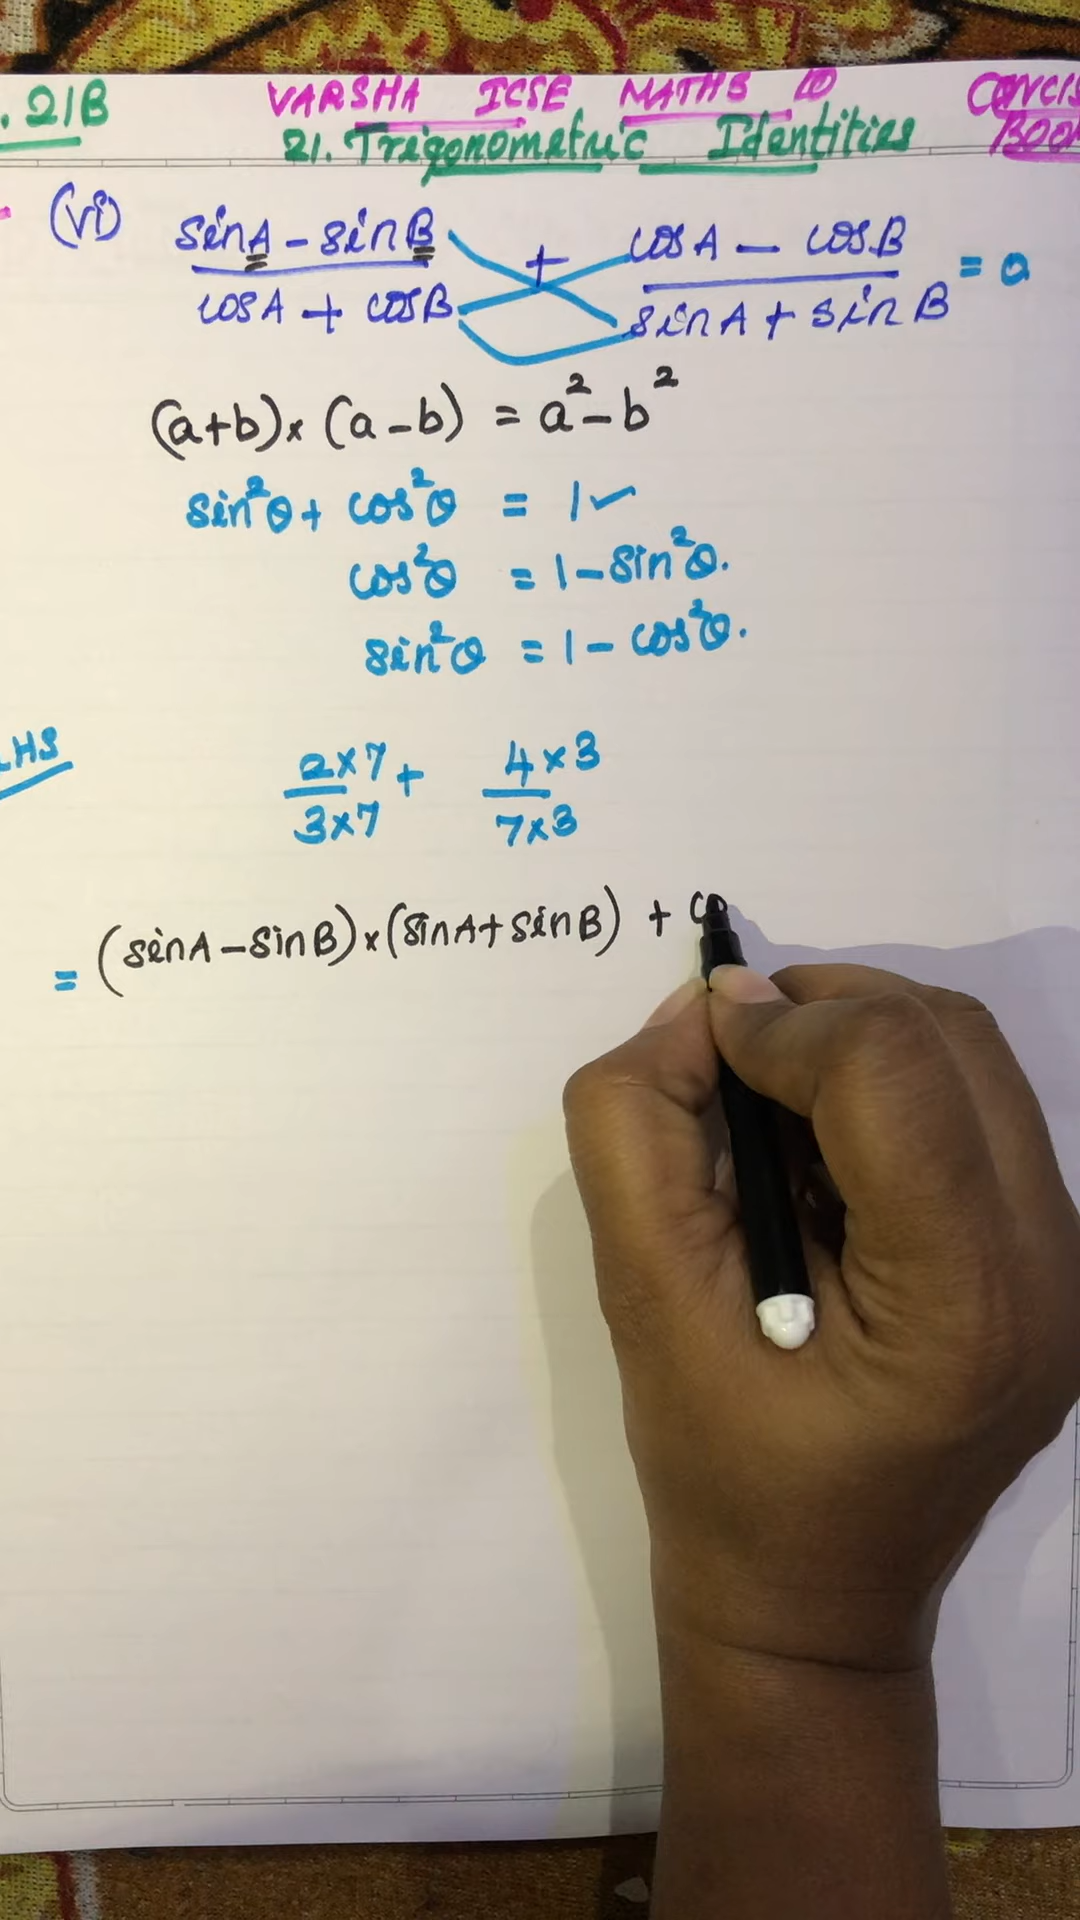 . 21B VARSHA ICSE MATHS 10 CONCIS
21. Trigonometric Identities BOOK
(vi) sinA - sinB / cosA + cosB + cosA - cosB / sinA + sinB = 0
(a+b) x (a-b) = a² - b²
sin²θ + cos²θ = 1 ✓
cos²θ = 1 - sin²θ.
sin²θ = 1 - cos²θ.
LHS
2x7 / 3x7 + 4x3 / 7x3
= (sinA - sinB) x (sinA + sinB) + co